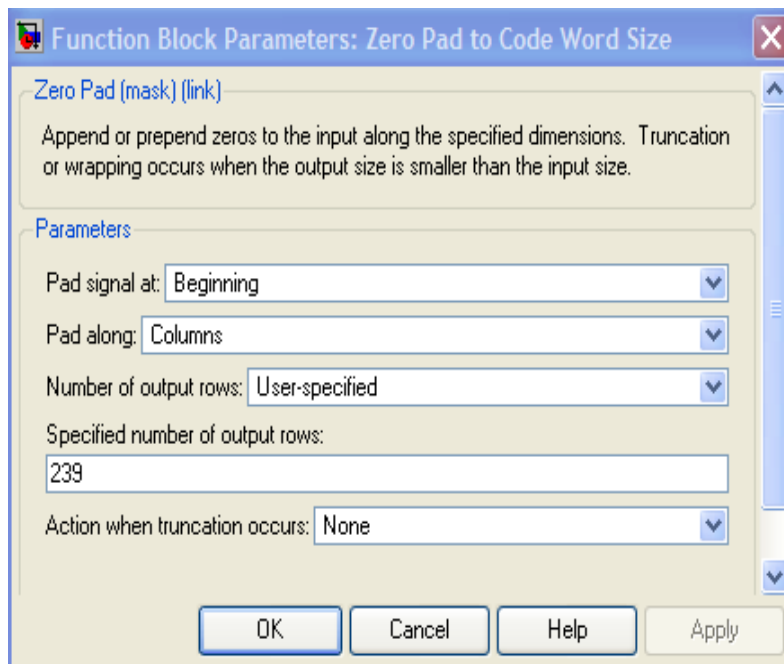 Function Block Parameters: Zero Pad to Code Word Size
Zero Pad (mask) (link)
Append or prepend zeros to the input along the specified dimensions. Truncation
or wrapping occurs when the output size is smaller than the input size.
Parameters
Pad signal at: Beginning
Pad along: Columns
Number of output rows: User-specified
Specified number of output rows:
239
Action when truncation occurs: None
OK Cancel Help Apply